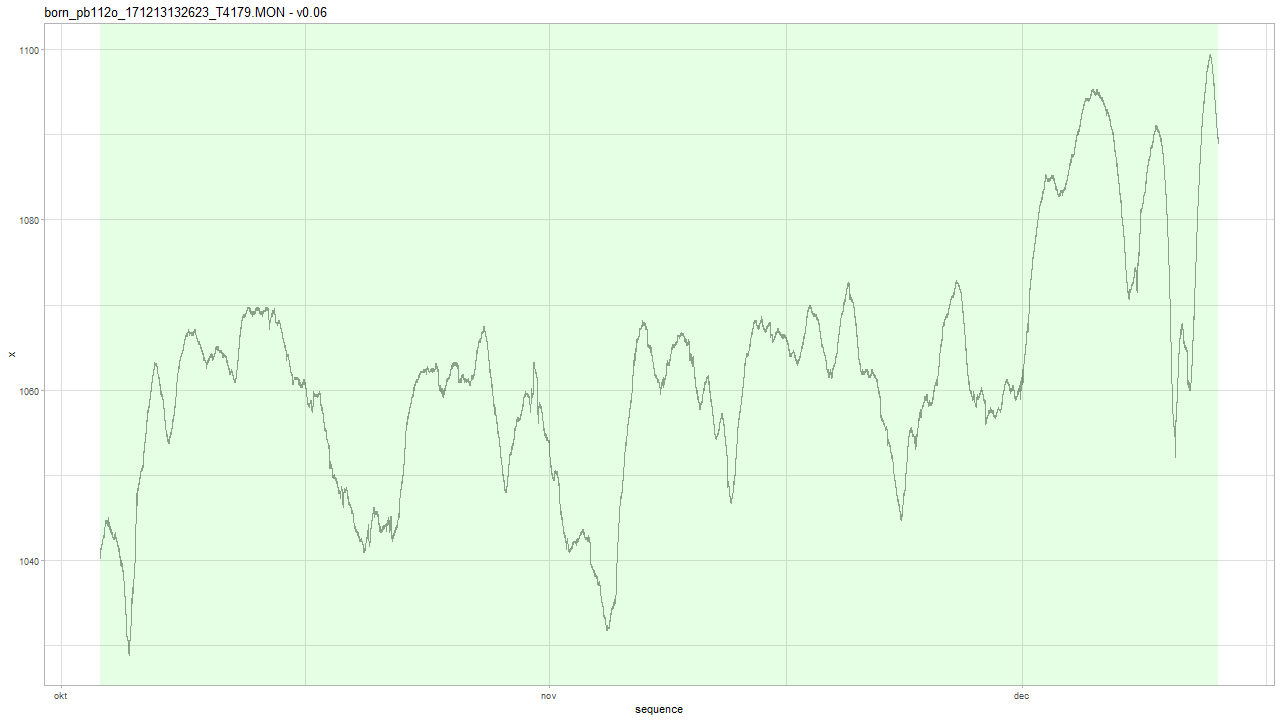 born_pb112o_171213132623_T4179.MON - v0.06
1100
1080
x
1060
1040
okt
nov
dec
sequence